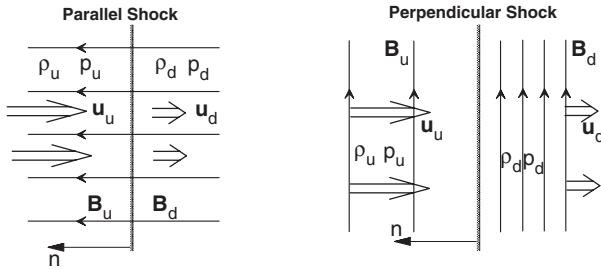 Parallel Shock
ρu pu ρd pd
uu ud
Bu Bd
n
Perpendicular Shock
Bu Bd
uu ud
ρu pu ρd pd
n